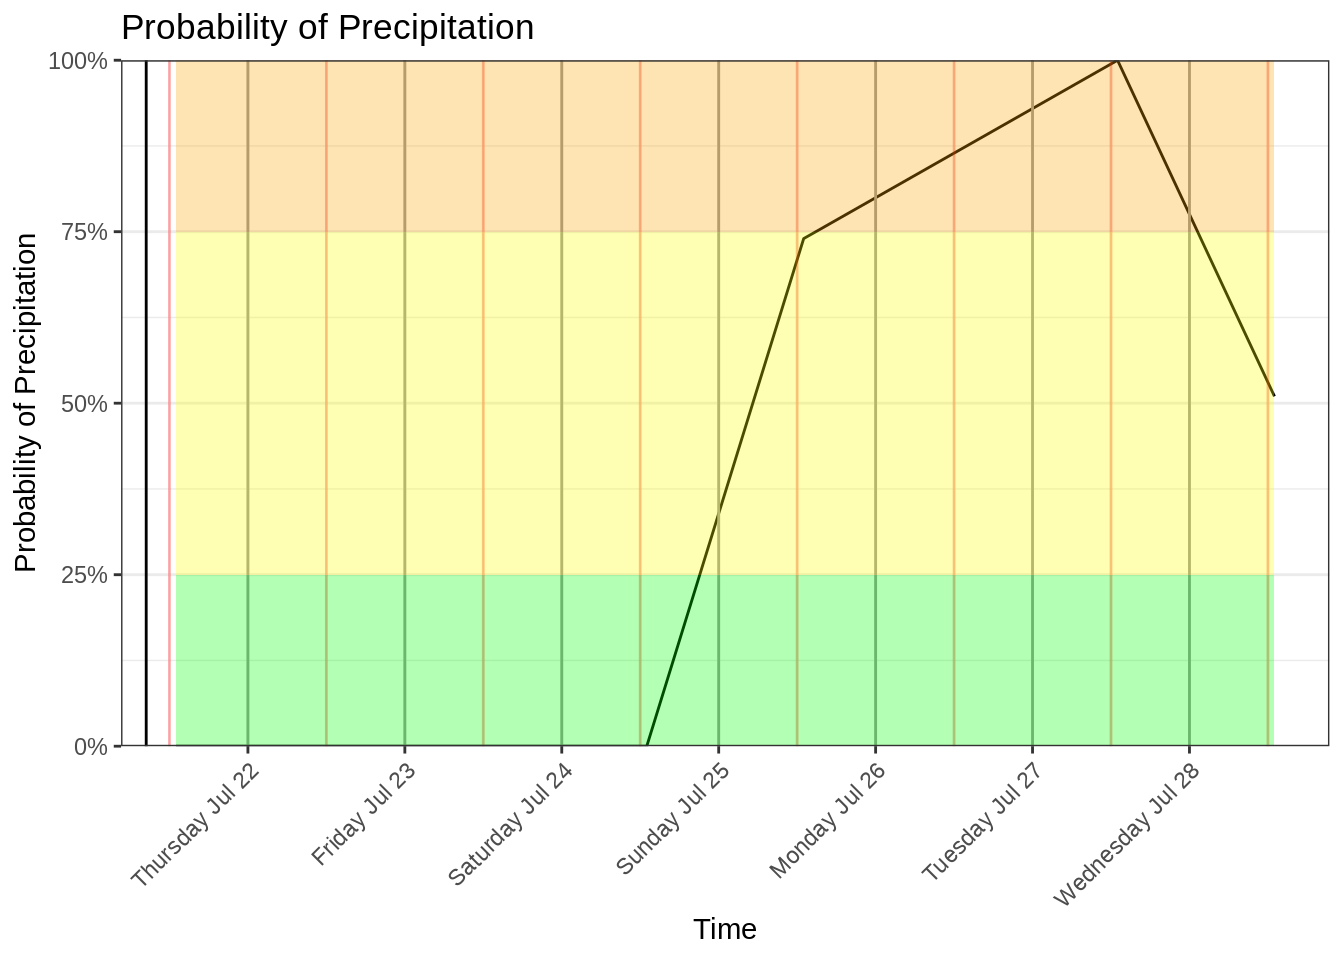 Probability of Precipitation
Probability of Precipitation
100%
75%
50%
25%
0%
Thursday Jul 22
Friday Jul 23
Saturday Jul 24
Sunday Jul 25
Monday Jul 26
Tuesday Jul 27
Wednesday Jul 28
Time